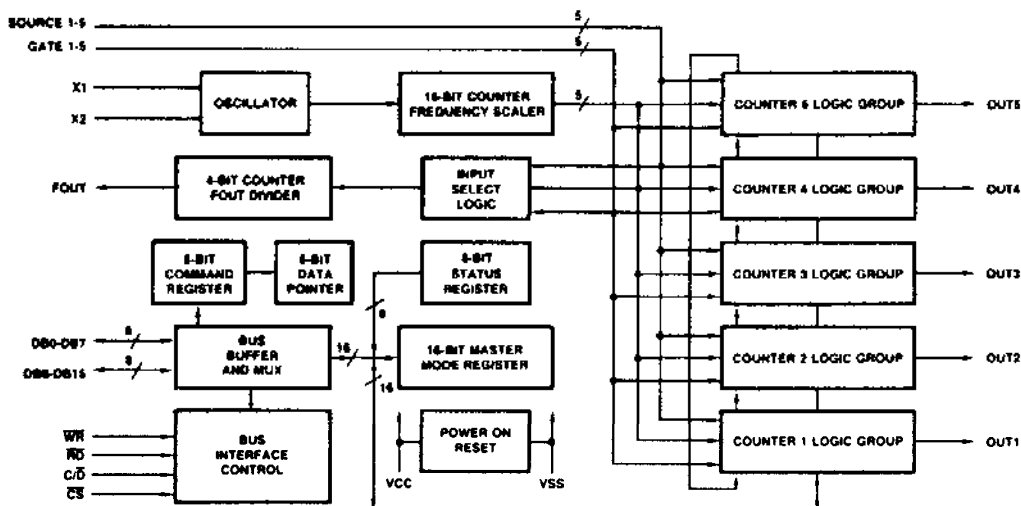 SOURCE 1-5
5
GATE 1-5
5
X1
X2
OSCILLATOR
16-BIT COUNTER
FREQUENCY SCALER
5
COUNTER 5 LOGIC GROUP
OUT5
FOUT
4-BIT COUNTER
FOUT DIVIDER
INPUT
SELECT
LOGIC
COUNTER 4 LOGIC GROUP
OUT4
8-BIT
COMMAND
REGISTER
6-BIT
DATA
POINTER
8-BIT
STATUS
REGISTER
8
COUNTER 3 LOGIC GROUP
OUT3
DB0-DB7
8
DB8-DB15
8
BUS
BUFFER
AND MUX
16
16
16-BIT MASTER
MODE REGISTER
COUNTER 2 LOGIC GROUP
OUT2
WR
RD
C/D
CS
BUS
INTERFACE
CONTROL
POWER ON
RESET
VCC
VSS
COUNTER 1 LOGIC GROUP
OUT1